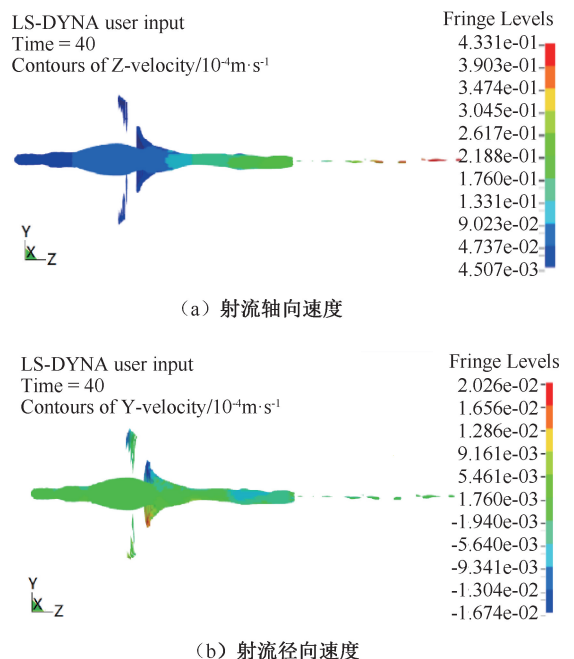 LS-DYNA user input
Time = 40
Contours of Z-velocity/10⁻⁴m·s⁻¹
Fringe Levels
4.331e-01
3.903e-01
3.474e-01
3.045e-01
2.617e-01
2.188e-01
1.760e-01
1.331e-01
9.023e-02
4.737e-02
4.507e-03
Y
X
Z
（a）射流轴向速度
LS-DYNA user input
Time = 40
Contours of Y-velocity/10⁻⁴m·s⁻¹
Fringe Levels
2.026e-02
1.656e-02
1.286e-02
9.161e-03
5.461e-03
1.760e-03
-1.940e-03
-5.640e-03
-9.341e-03
-1.304e-02
-1.674e-02
Y
X
Z
（b）射流径向速度